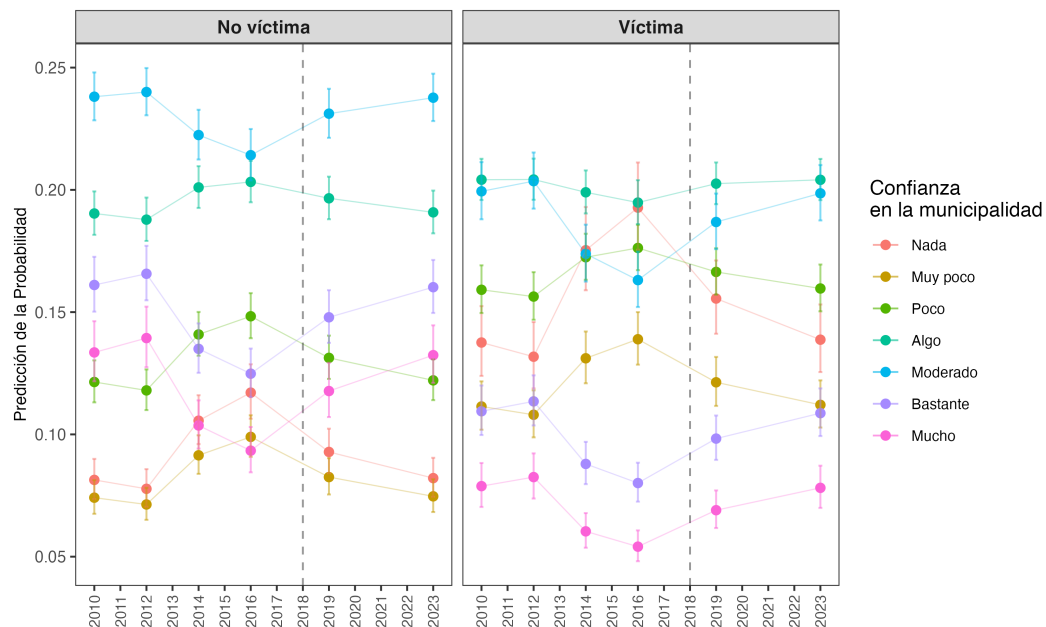 No víctima
Víctima
Predicción de la Probabilidad
0.25
0.20
0.15
0.10
0.05
2010
2011
2012
2013
2014
2015
2016
2017
2018
2019
2020
2021
2022
2023
2010
2011
2012
2013
2014
2015
2016
2017
2018
2019
2020
2021
2022
2023
Confianza
en la municipalidad
Nada
Muy poco
Poco
Algo
Moderado
Bastante
Mucho